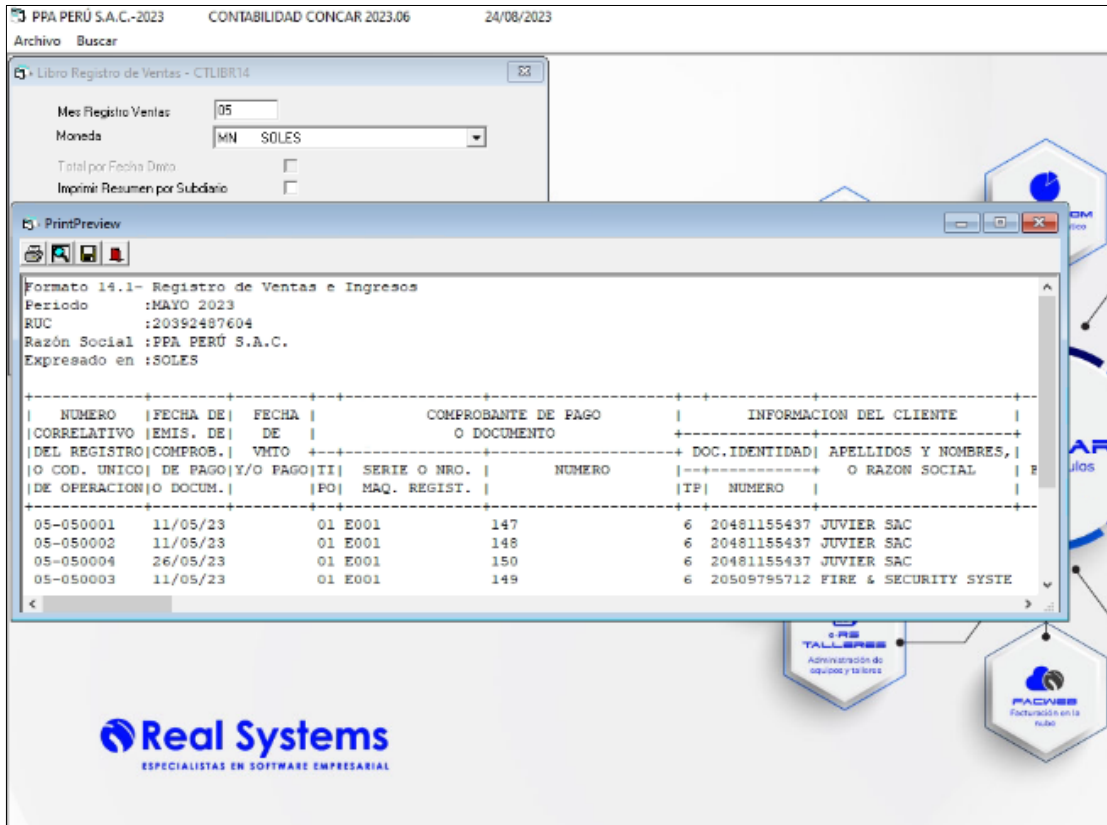 PPA PERÚ S.A.C.-2023 CONTABILIDAD CONCAR 2023.06 24/08/2023
Archivo Buscar
Libro Registro de Ventas - CTLIBR14
Mes Registro Ventas 05
Moneda MN SOLES
Total por Fecha Dmto
Imprimir Resumen por Subdiario
PrintPreview
Formato 14.1- Registro de Ventas e Ingresos
Periodo :MAYO 2023
RUC :20392487604
Razón Social :PPA PERÚ S.A.C.
Expresado en :SOLES
| NUMERO |FECHA DE| FECHA | COMPROBANTE DE PAGO | INFORMACION DEL CLIENTE |
|CORRELATIVO |EMIS. DE| DE | O DOCUMENTO
|DEL REGISTRO|COMPROB.| VMTO DOC.IDENTIDAD| APELLIDOS Y NOMBRES,|
|O COD. UNICO| DE PAGO|Y/O PAGO|TI| SERIE O NRO. | NUMERO O RAZON SOCIAL |
|DE OPERACION|O DOCUM.| |PO| MAQ. REGIST. | |TP| NUMERO | |
05-050001 11/05/23 01 E001 147 6 20481155437 JUVIER SAC
05-050002 11/05/23 01 E001 148 6 20481155437 JUVIER SAC
05-050004 26/05/23 01 E001 150 6 20481155437 JUVIER SAC
05-050003 11/05/23 01 E001 149 6 20509795712 FIRE & SECURITY SYSTE
e-RS
TALLERES
Administración de
equipos y talleres
FACWEB
Facturación en la
nube
Real Systems
ESPECIALISTAS EN SOFTWARE EMPRESARIAL